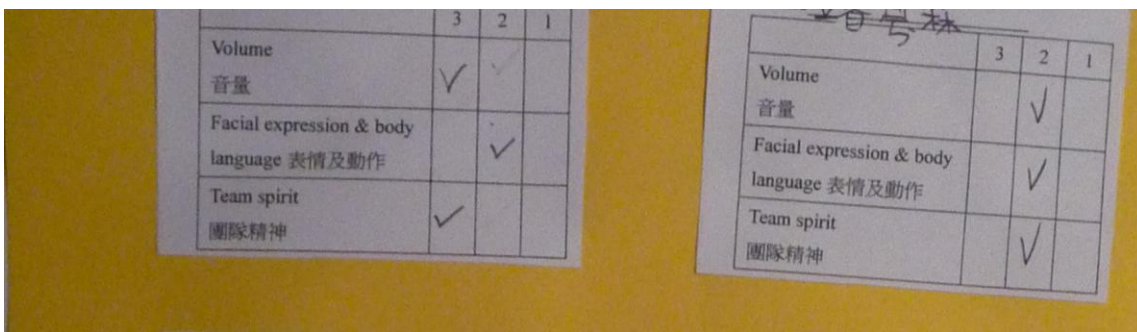 3 2 1
Volume
音量
Facial expression & body
language 表情及動作
Team spirit
團隊精神
3 2 1
Volume
音量
Facial expression & body
language 表情及動作
Team spirit
團隊精神